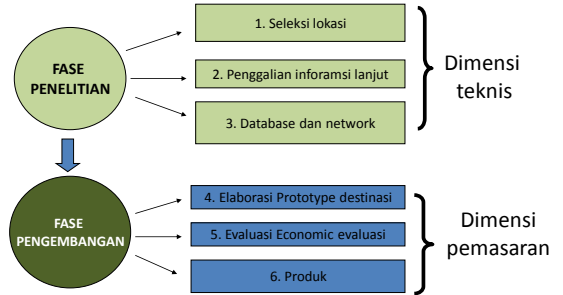 FASE
PENELITIAN
1. Seleksi lokasi
2. Penggalian inforamsi lanjut
3. Database dan network
Dimensi
teknis
FASE
PENGEMBANGAN
4. Elaborasi Prototype destinasi
5. Evaluasi Economic evaluasi
6. Produk
Dimensi
pemasaran